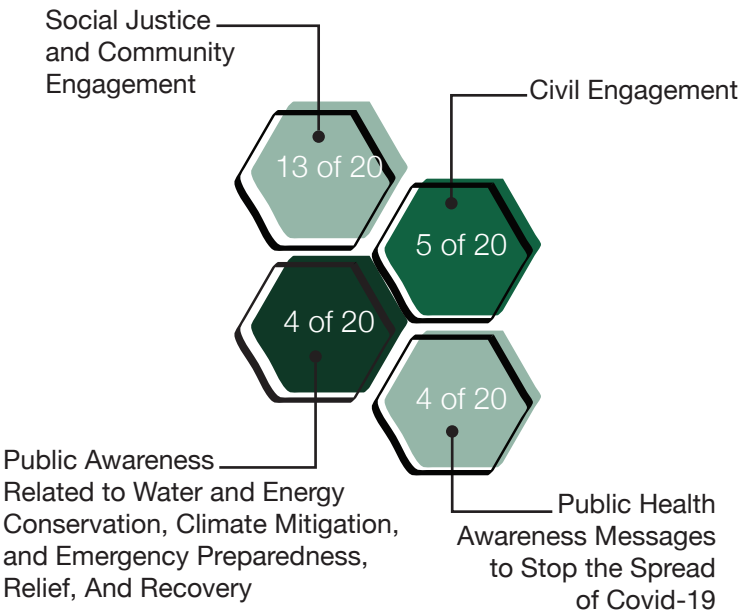 Social Justice
and Community
Engagement
Civil Engagement
13 of 20
5 of 20
4 of 20
4 of 20
Public Awareness
Related to Water and Energy
Conservation, Climate Mitigation,
and Emergency Preparedness,
Relief, And Recovery
Public Health
Awareness Messages
to Stop the Spread
of Covid-19